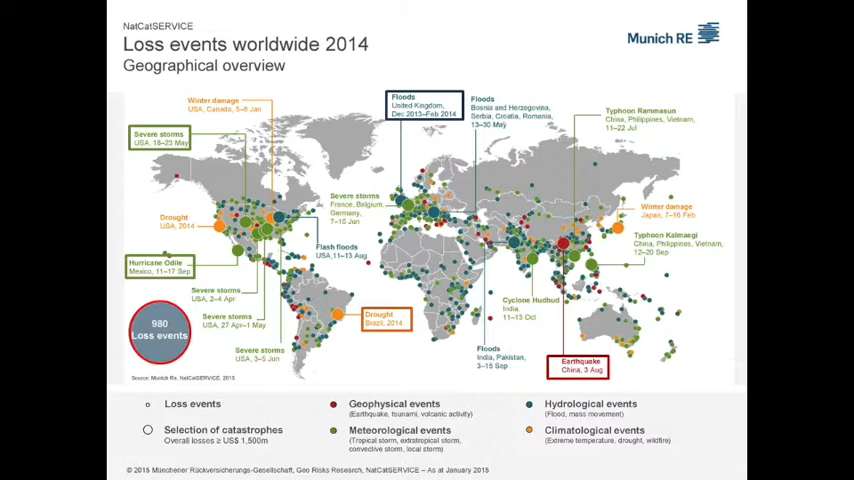 NatCatSERVICE
Loss events worldwide 2014
Geographical overview
Munich RE
Winter damage
USA, Canada, 5–8 Jan
Floods
United Kingdom,
Dec 2013–Feb 2014
Floods
Bosnia and Herzegovina,
Serbia, Croatia, Romania,
13–30 May
Typhoon Rammasun
China, Philippines, Vietnam,
11–22 Jul
Severe storms
USA, 18–23 May
Severe storms
France, Belgium,
Germany,
7–10 Jun
Winter damage
Japan, 7–16 Feb
Drought
USA, 2014
Typhoon Kalmaegi
China, Philippines, Vietnam,
12–20 Sep
Flash floods
USA, 11–13 Aug
Hurricane Odile
Mexico, 11–17 Sep
Severe storms
USA, 2–4 Apr
Cyclone Hudhud
India,
11–13 Oct
Severe storms
USA, 27 Apr–1 May
Drought
Brazil, 2014
980
Loss events
Severe storms
USA, 3–5 Jun
Floods
India, Pakistan,
3–15 Sep
Earthquake
China, 3 Aug
Source: Munich Re, NatCatSERVICE, 2015
Loss events
Geophysical events
(Earthquake, tsunami, volcanic activity)
Hydrological events
(Flood, mass movement)
Selection of catastrophes
Overall losses ≥ US$ 1,500m
Meteorological events
(Tropical storm, extratropical storm,
convective storm, local storm)
Climatological events
(Extreme temperature, drought, wildfire)
© 2015 Münchener Rückversicherungs-Gesellschaft, Geo Risks Research, NatCatSERVICE – As at January 2015